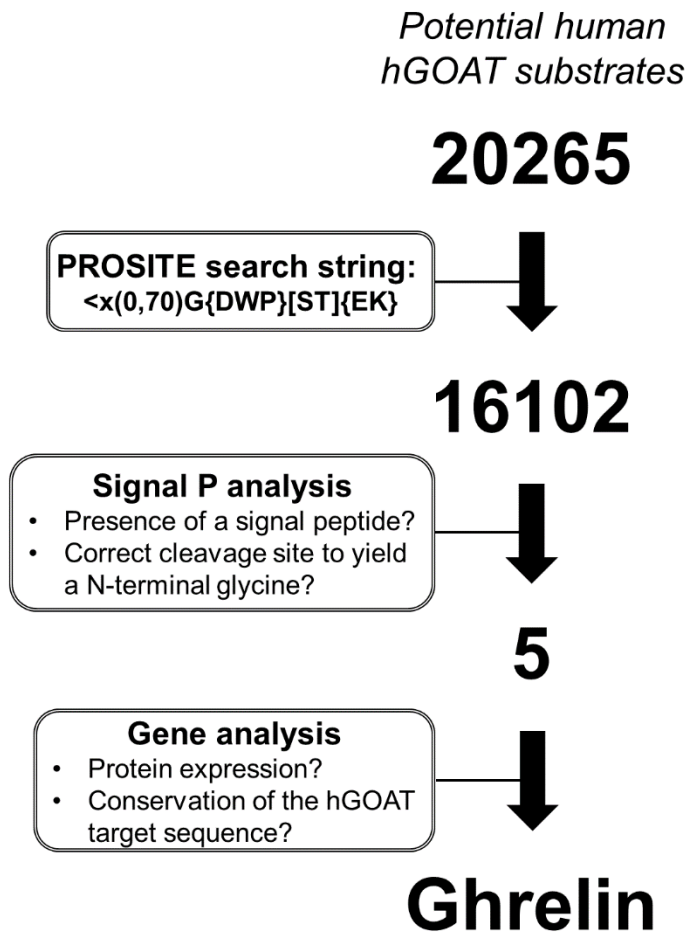 Potential human
hGOAT substrates
20265
PROSITE search string:
<x(0,70)G{DWP}[ST]{EK}
16102
Signal P analysis
• Presence of a signal peptide?
• Correct cleavage site to yield
a N-terminal glycine?
5
Gene analysis
• Protein expression?
• Conservation of the hGOAT
target sequence?
Ghrelin